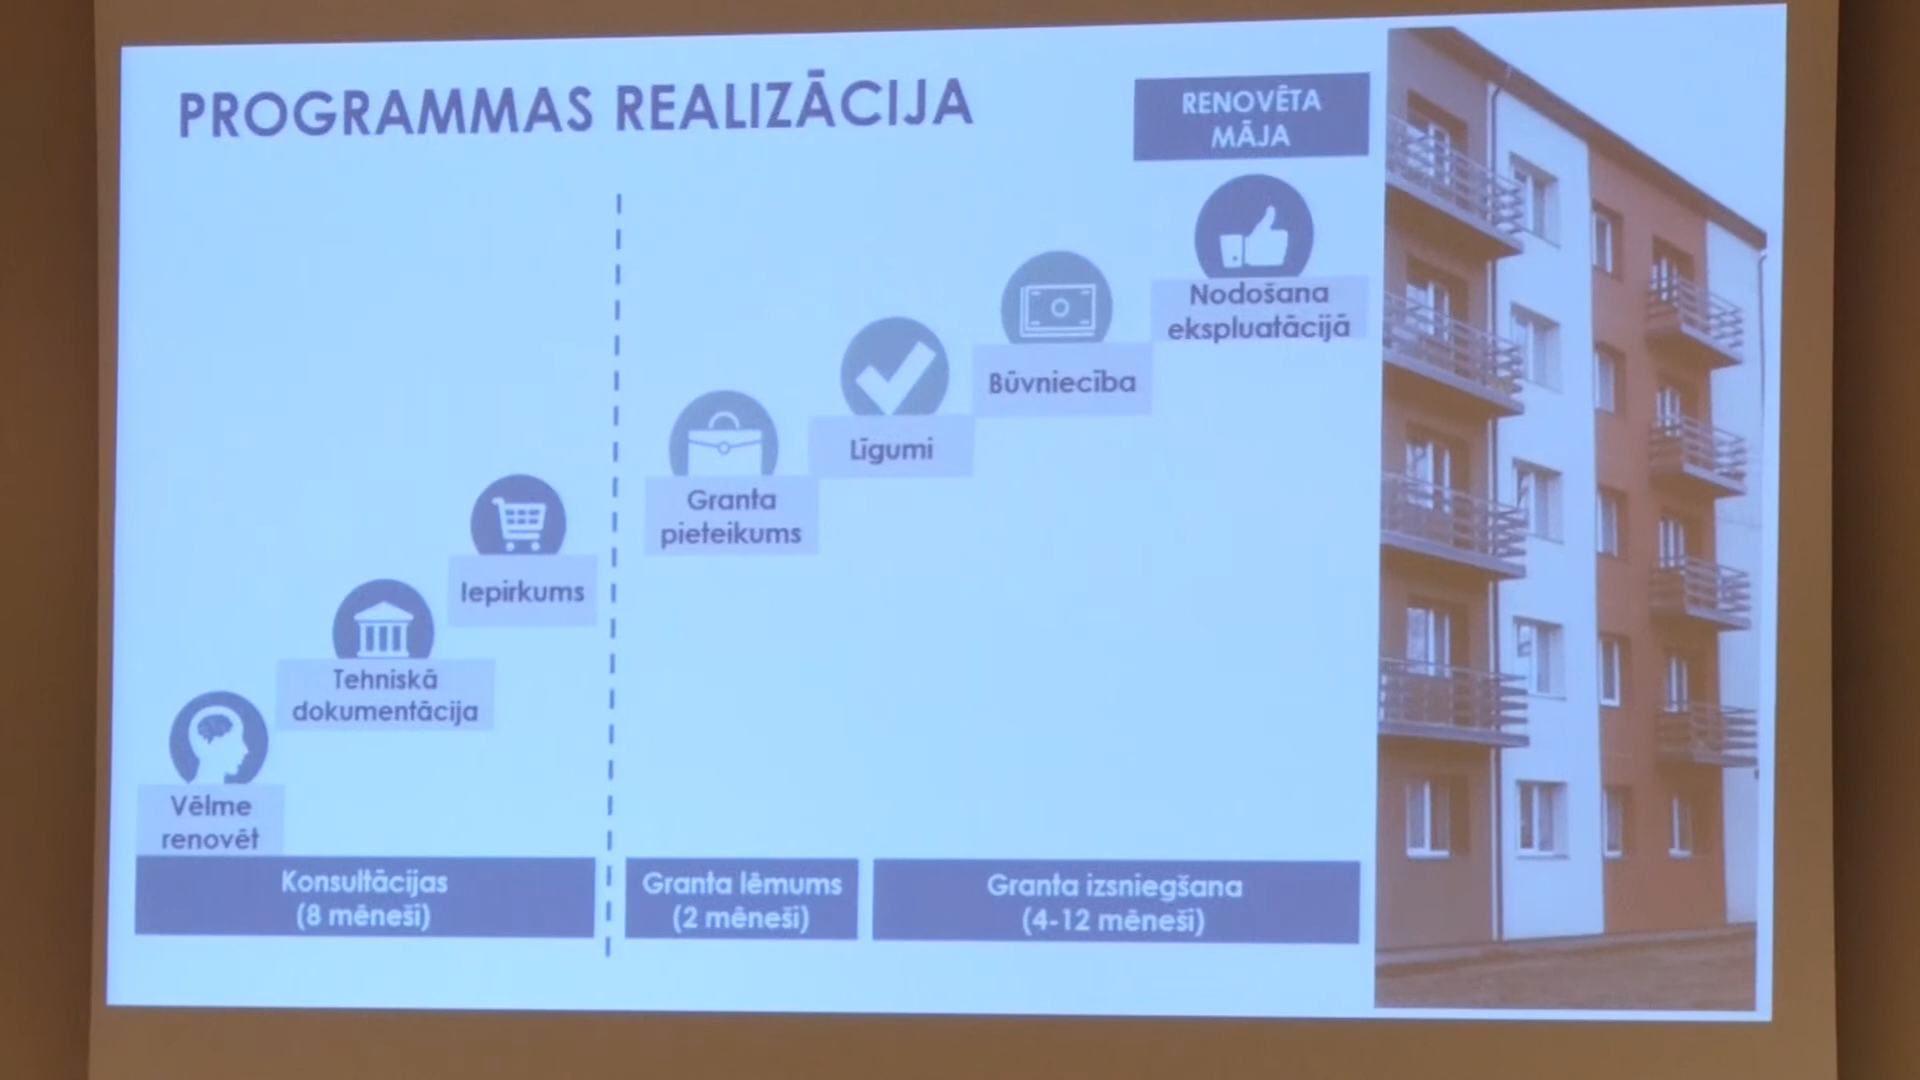 PROGRAMMAS REALIZĀCIJA
RENOVĒTA
MĀJA
Nodošana
ekspluatācijā
Būvniecība
Līgumi
Granta
pieteikums
Iepirkums
Tehniskā
dokumentācija
Vēlme
renovēt
Konsultācijas
(8 mēneši)
Granta lēmums
(2 mēneši)
Granta izsniegšana
(4-12 mēneši)